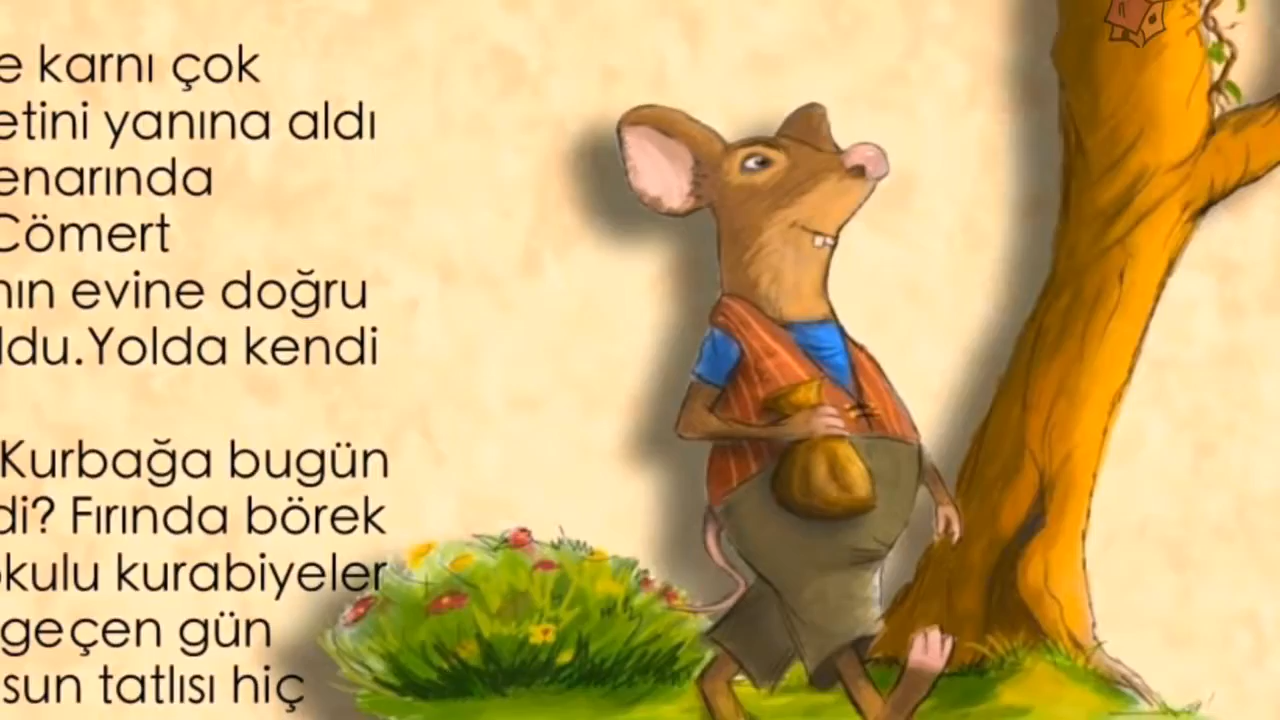 e karnı çok
etini yanına aldı
enarında
Cömert
nın evine doğru
ldu.Yolda kendi
Kurbağa bugün
di? Fırında börek
okulu kurabiyeler
geçen gün
sun tatlısı hiç